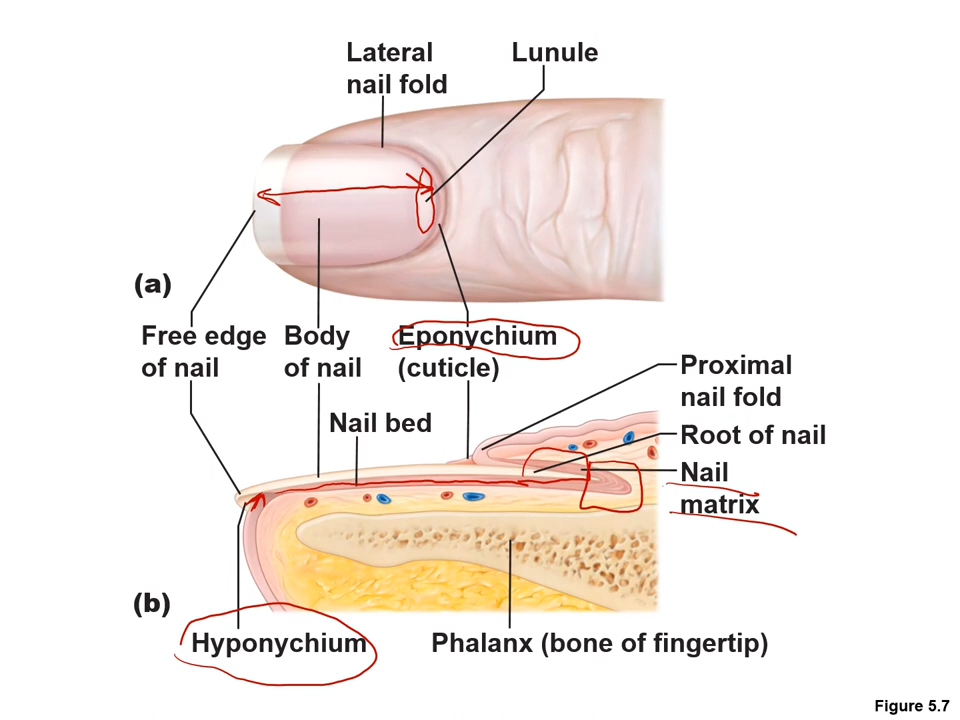 Lateral
nail fold
Lunule
(a)
Free edge
of nail
Body
of nail
Eponychium
(cuticle)
Proximal
nail fold
Nail bed
Root of nail
Nail
matrix
(b)
Hyponychium
Phalanx (bone of fingertip)
Figure 5.7